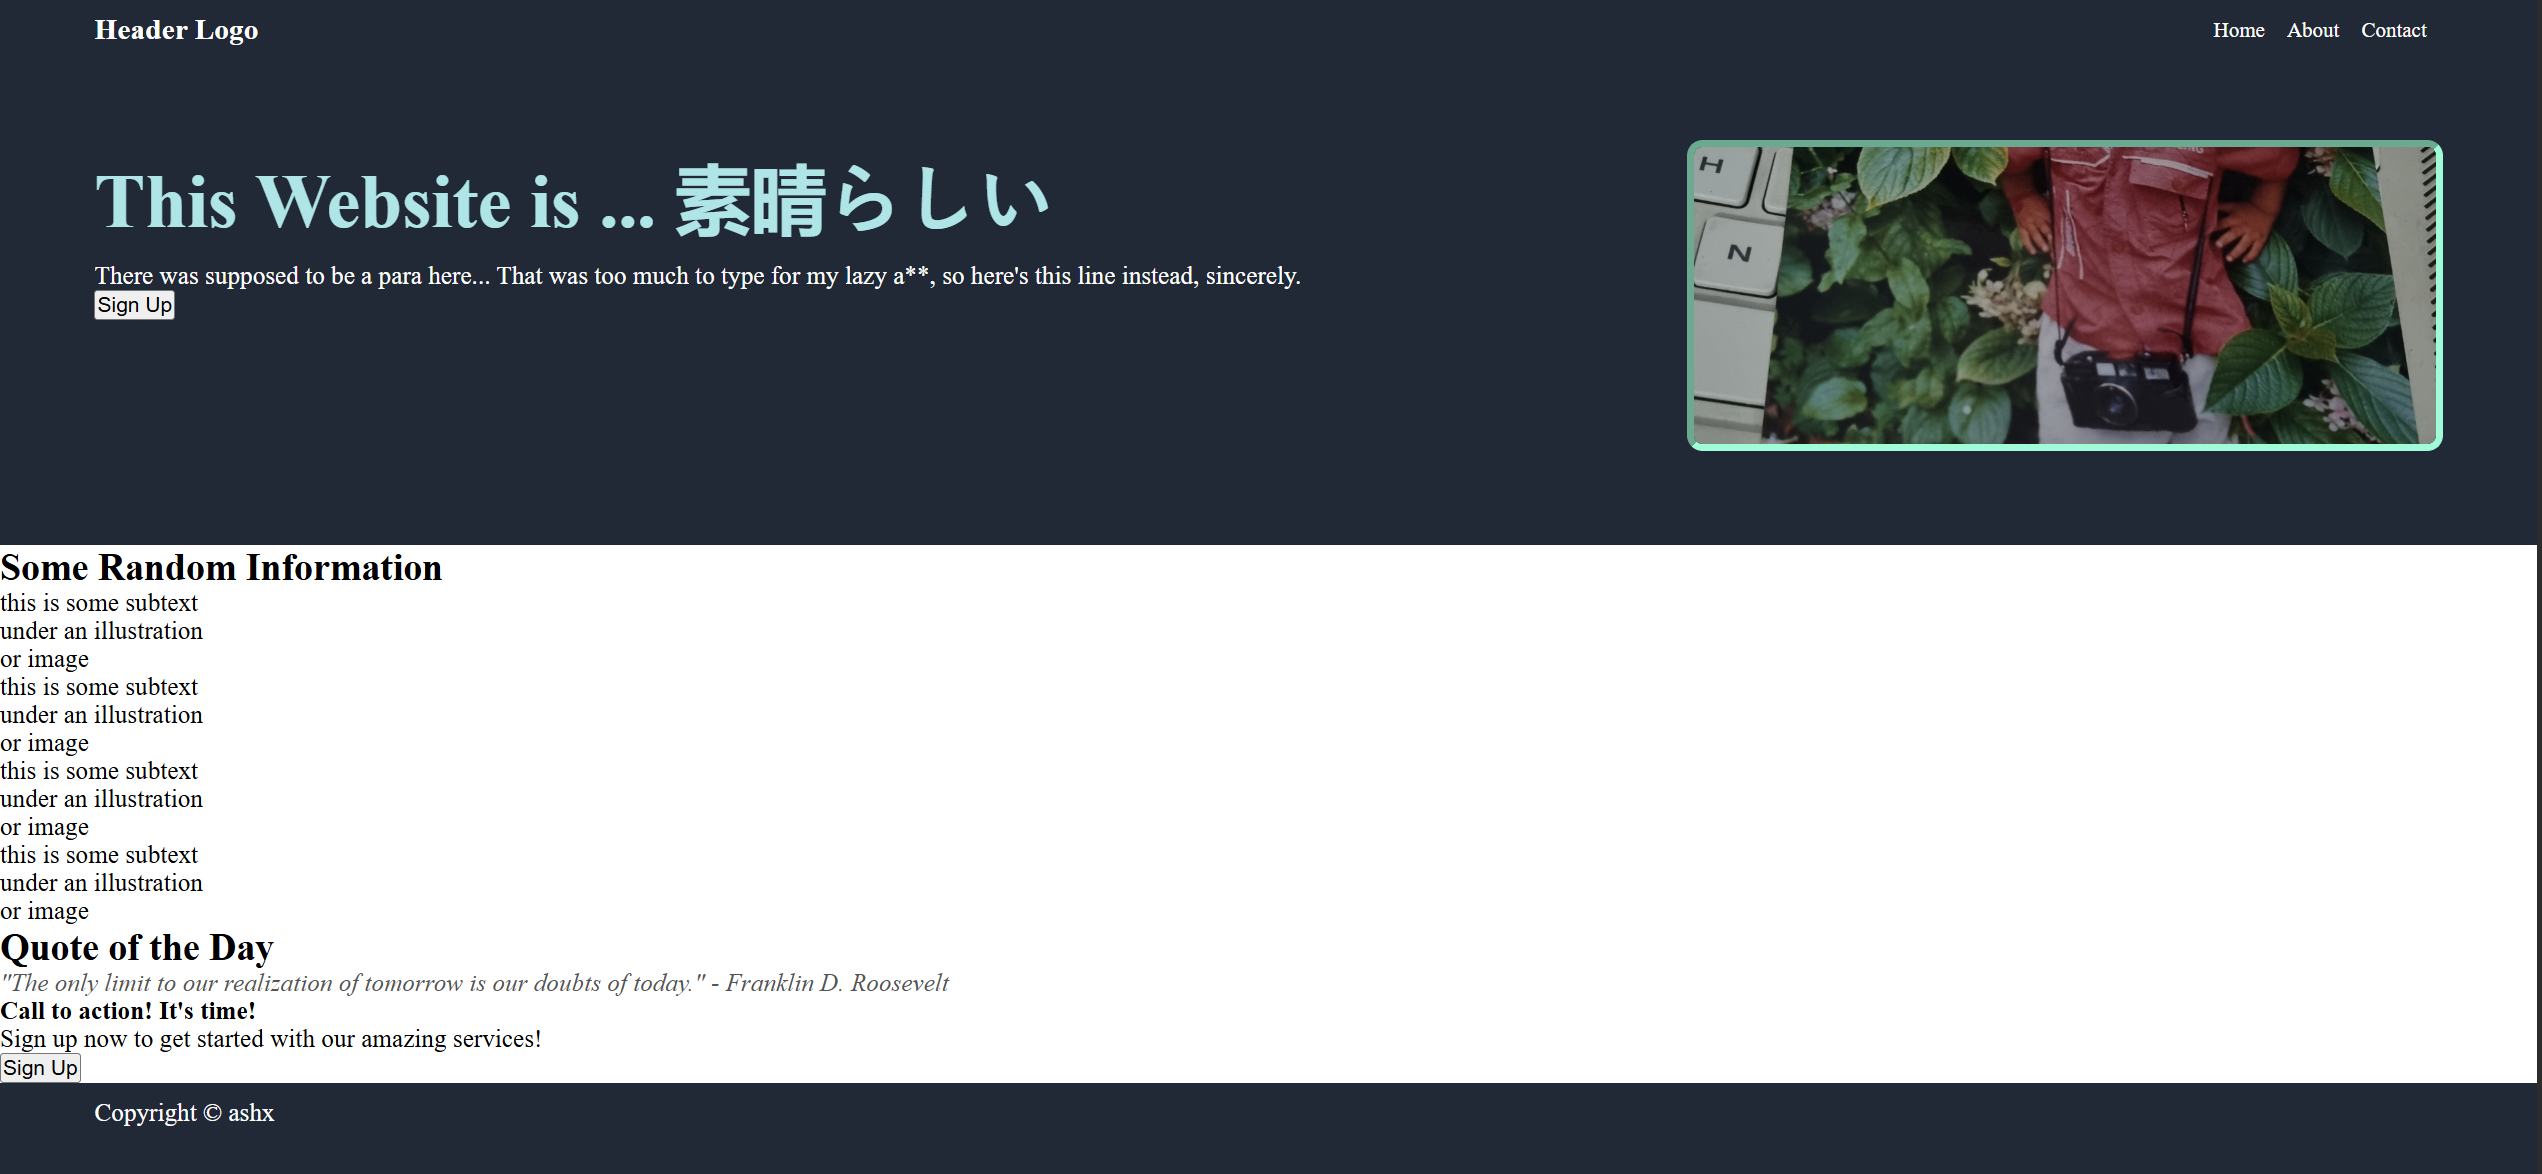 Header Logo
Home About Contact
This Website is ... 素晴らしい
There was supposed to be a para here... That was too much to type for my lazy a**, so here's this line instead, sincerely.
Sign Up
H
N
Some Random Information
this is some subtext
under an illustration
or image
this is some subtext
under an illustration
or image
this is some subtext
under an illustration
or image
this is some subtext
under an illustration
or image
Quote of the Day
"The only limit to our realization of tomorrow is our doubts of today." - Franklin D. Roosevelt
Call to action! It's time!
Sign up now to get started with our amazing services!
Sign Up
Copyright © ashx